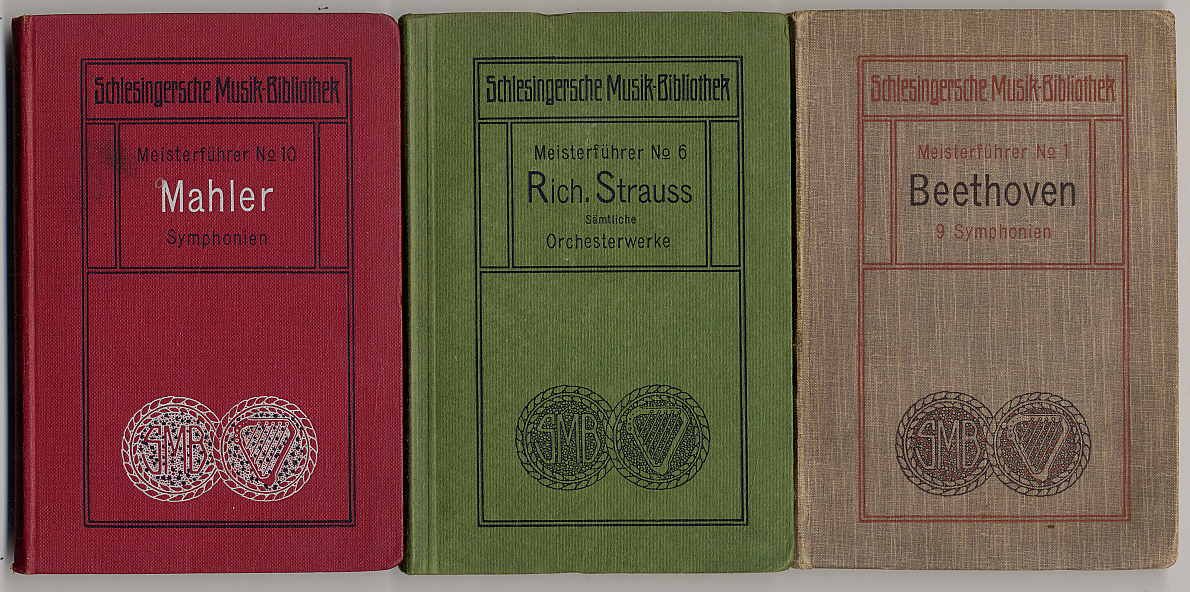 Schlesingersche Musik-Bibliothek
Meisterführer No 10
Mahler
Symphonien
SMB
Schlesingersche Musik-Bibliothek
Meisterführer No 6
Rich. Strauss
Sämtliche
Orchesterwerke
SMB
Schlesingersche Musik-Bibliothek
Meisterführer No 1
Beethoven
9 Symphonien
SMB